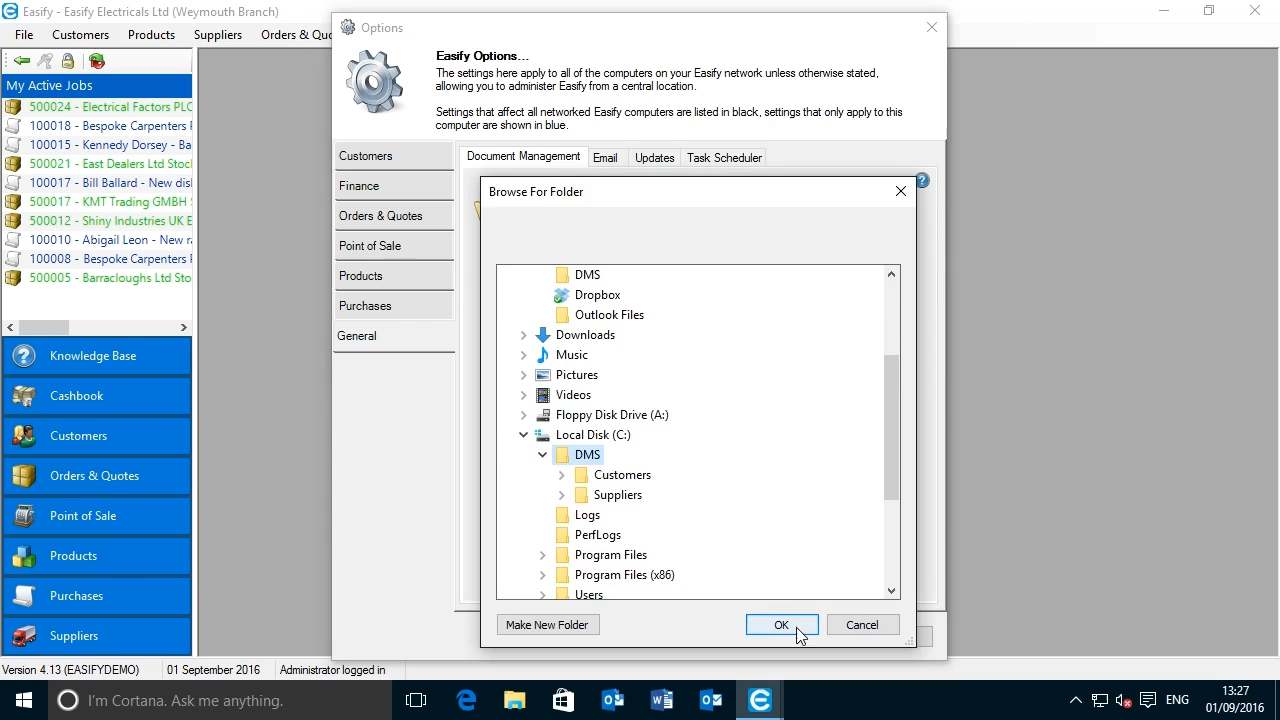 Easify - Easify Electricals Ltd (Weymouth Branch)
File
Customers
Products
Suppliers
Orders & Quo
My Active Jobs
500024 - Electrical Factors PLC
100018 - Bespoke Carpenters
100015 - Kennedy Dorsey - Ba
500021 - East Dealers Ltd Stoc
100017 - Bill Ballard - New disl
500017 - KMT Trading GMBH
500012 - Shiny Industries UK E
100010 - Abigail Leon - New ra
100008 - Bespoke Carpenters
500005 - Barracloughs Ltd Sto
Knowledge Base
Cashbook
Customers
Orders & Quotes
Point of Sale
Products
Purchases
Suppliers
Options
Easify Options...
The settings here apply to all of the computers on your Easify network unless otherwise stated,
allowing you to administer Easify from a central location.
Settings that affect all networked Easify computers are listed in black, settings that only apply to this
computer are shown in blue.
Customers
Finance
Orders & Quotes
Point of Sale
Products
Purchases
General
Document Management
Email
Updates
Task Scheduler
Browse For Folder
DMS
Dropbox
Outlook Files
Downloads
Music
Pictures
Videos
Floppy Disk Drive (A:)
Local Disk (C:)
DMS
Customers
Suppliers
Logs
PerfLogs
Program Files
Program Files (x86)
Users
Make New Folder
OK
Cancel
Version 4.13 (EASIFYDEMO)
01 September 2016
Administrator logged in
I'm Cortana. Ask me anything.
ENG
13:27
01/09/2016